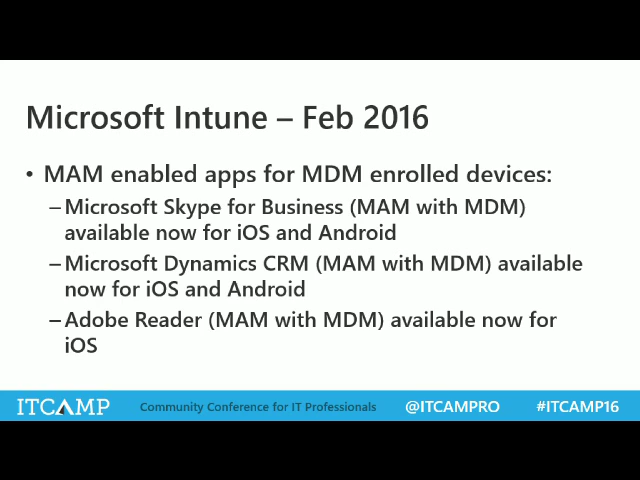 Microsoft Intune – Feb 2016
• MAM enabled apps for MDM enrolled devices:
–Microsoft Skype for Business (MAM with MDM)
available now for iOS and Android
–Microsoft Dynamics CRM (MAM with MDM) available
now for iOS and Android
–Adobe Reader (MAM with MDM) available now for
iOS
ITCAMP Community Conference for IT Professionals @ITCAMPRO #ITCAMP16